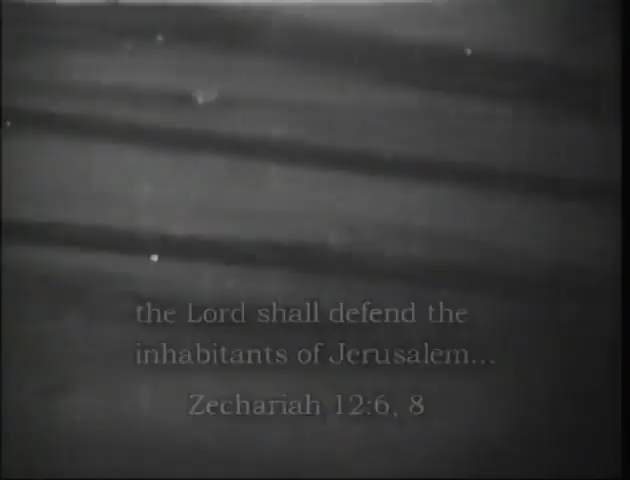 the Lord shall defend the
inhabitants of Jerusalem...
Zechariah 12:6, 8